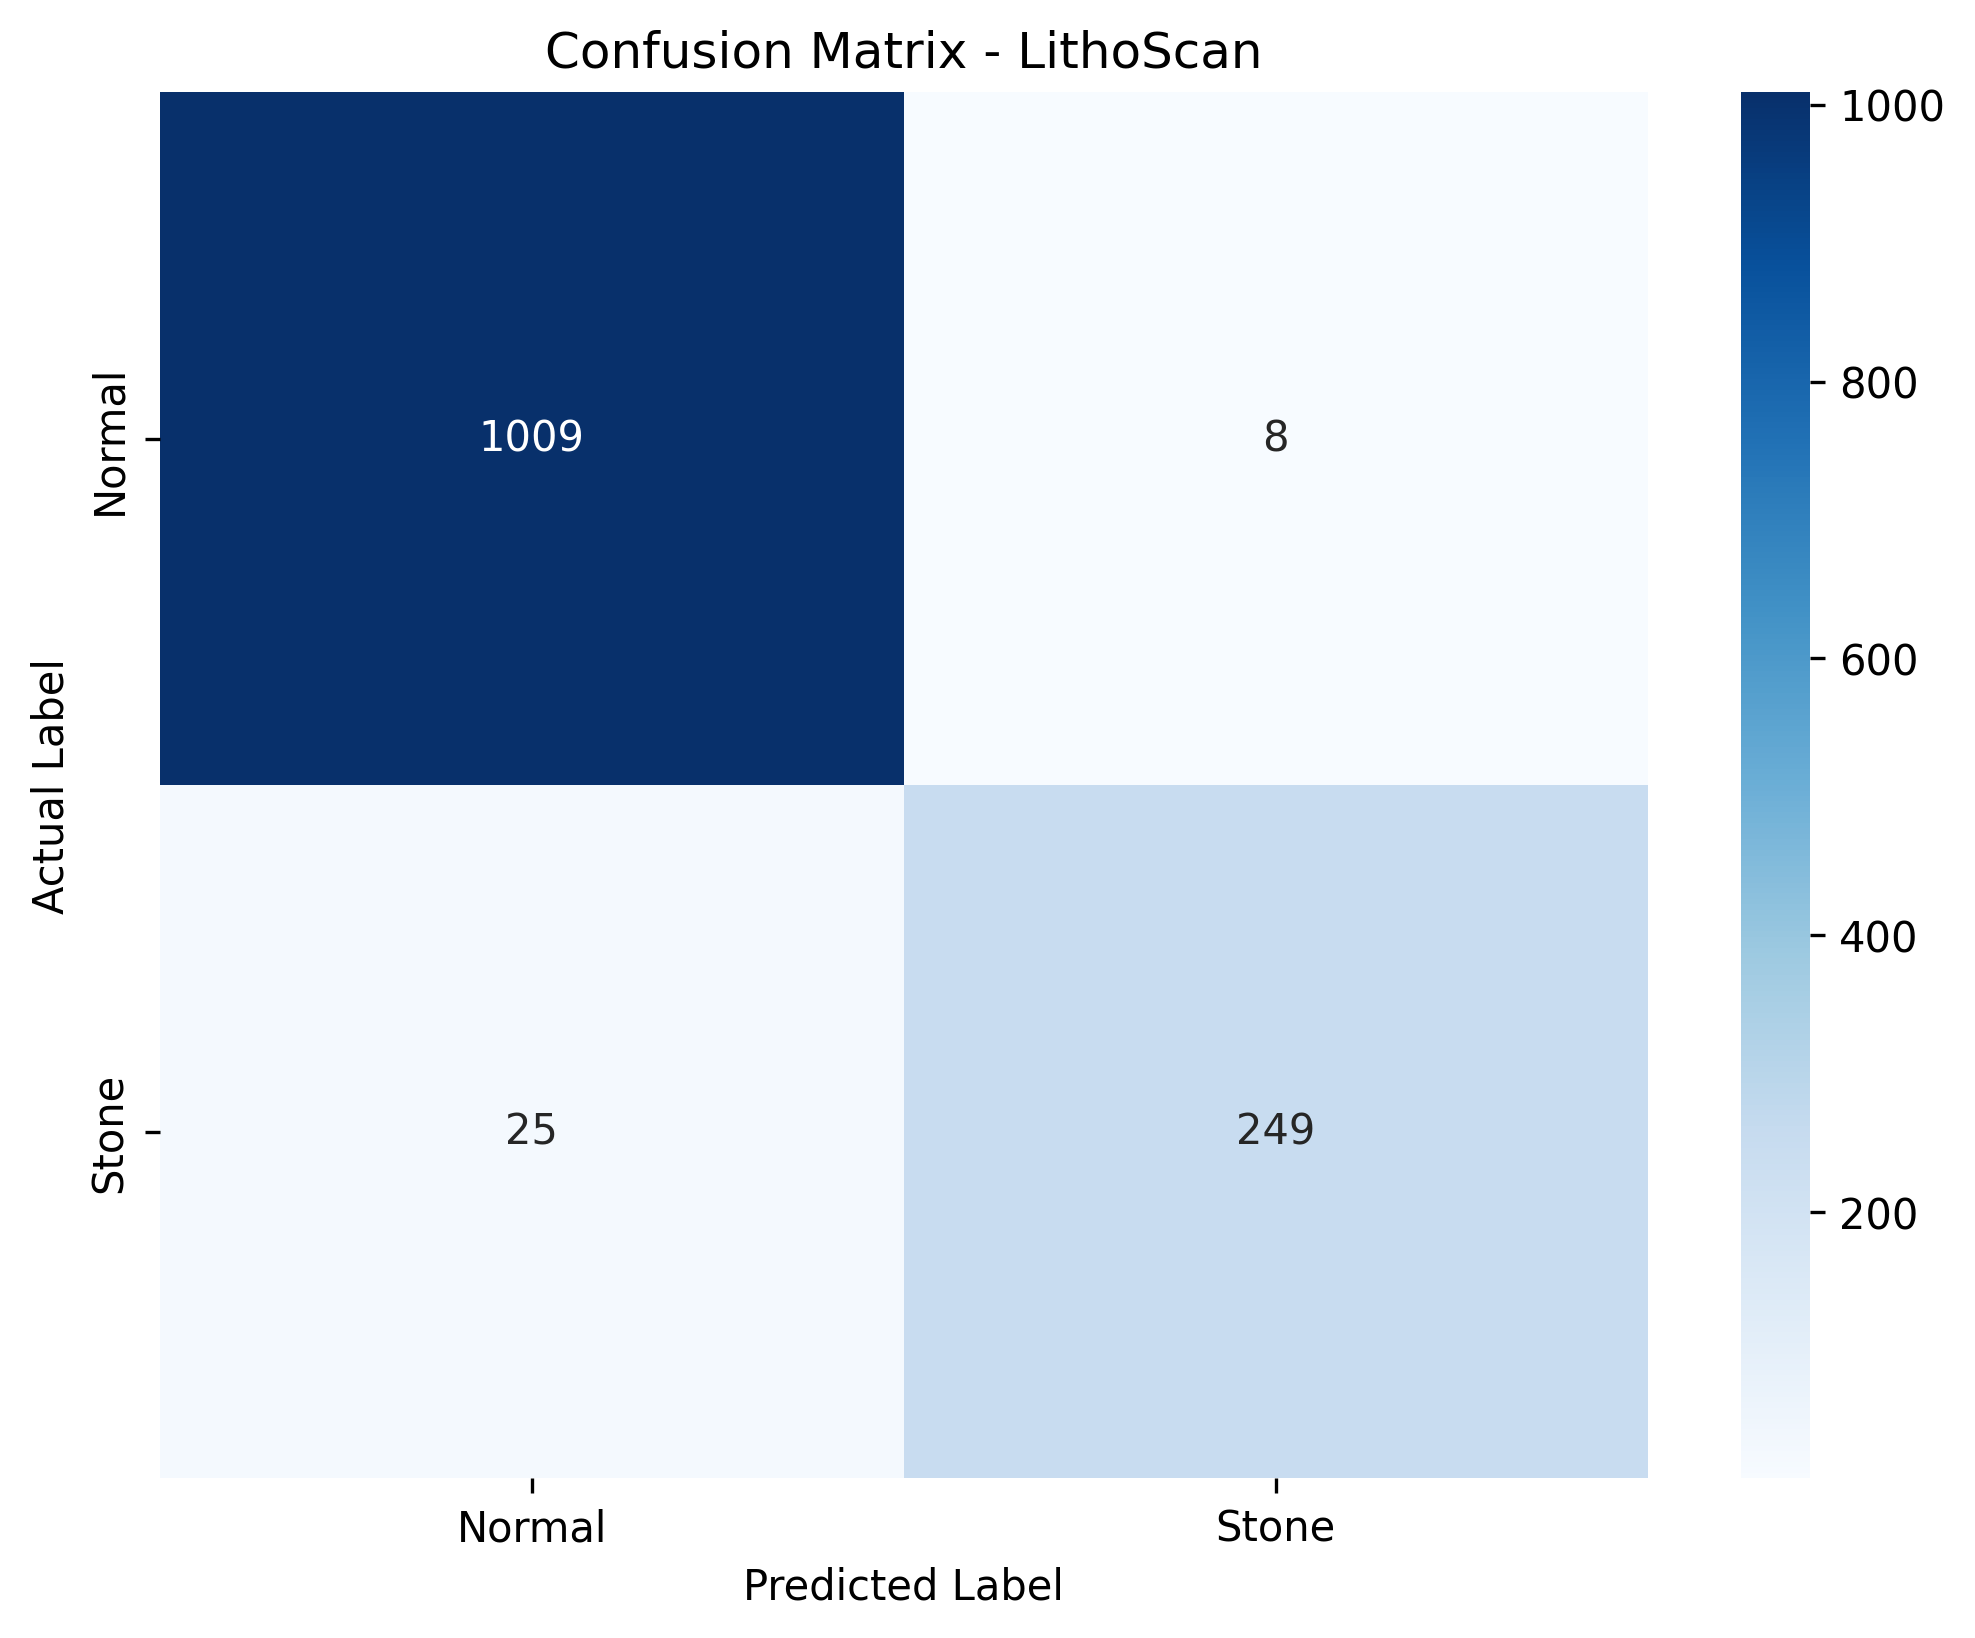 Confusion Matrix - LithoScan
1000
800
600
400
200
Actual Label
Normal
1009
8
Stone
25
249
Normal
Stone
Predicted Label